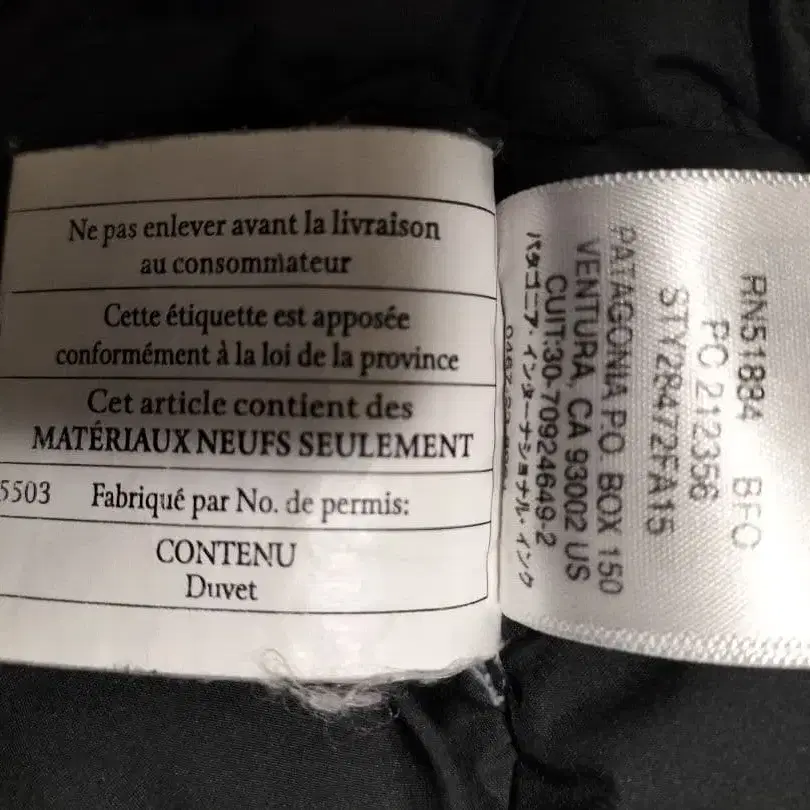 Ne pas enlever avant la livraison
au consommateur
Cette étiquette est apposée
conformément à la loi de la province
Cet article contient des
MATÉRIAUX NEUFS SEULEMENT
5503 Fabriqué par No. de permis:
CONTENU
Duvet
RN51884 BFO
PO 212356
STY28472FA15
PATAGONIA P.O. BOX 150
VENTURA, CA 93002 US
CUIT:30-70924649-2
パタゴニア・インターナショナル・インク